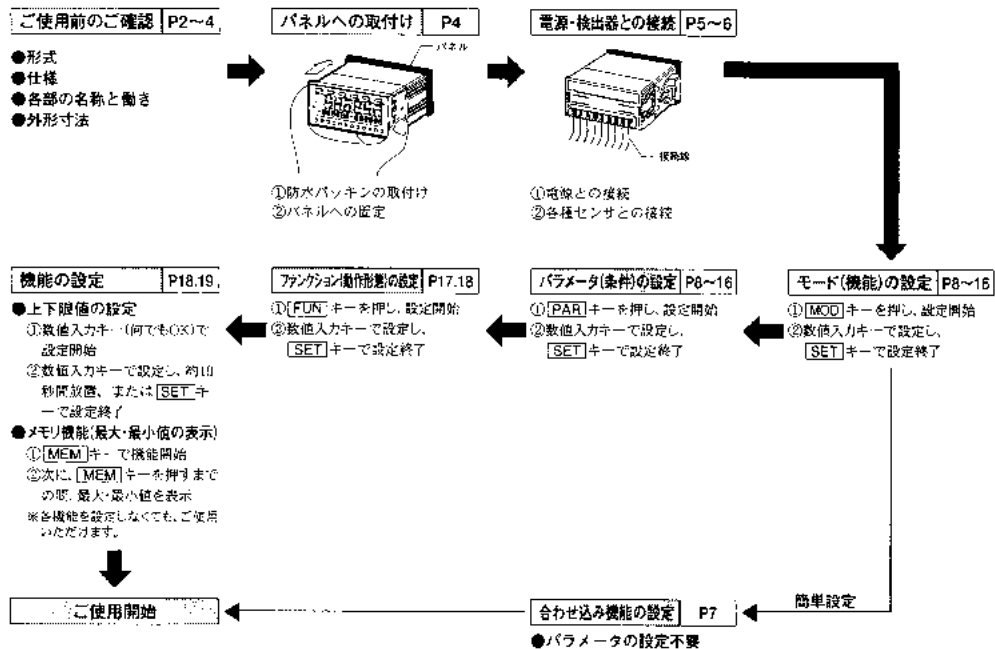 ご使用前のご確認 P2～4
●形式
●仕様
●各部の名称と働き
●外形寸法
パネルへの取付け P4
パネル
①防水パッキンの取付け
②パネルへの固定
電源・検出器との接続 P5～6
接続線
①電源との接続
②各種センサとの接続
モード(機能)の設定 P8～16
①MODキーを押し、設定開始
②数値入力キーで設定し、
SETキーで設定終了
パラメータ(条件)の設定 P8～16
①PARキーを押し、設定開始
②数値入力キーで設定し、
SETキーで設定終了
ファンクション(動作形態)の設定 P17.18
①FUNキーを押し、設定開始
②数値入力キーで設定し、
SETキーで設定終了
機能の設定 P18.19
●上下限値の設定
①数値入力キー(何でもOK)で
設定開始
②数値入力キーで設定し、約10
秒間放置、または SET キ
ーで設定終了
●メモリ機能(最大・最小値の表示)
①MEMキーで機能開始
②次に、MEMキーを押すまで
の間、最大・最小値を表示
※各機能を設定しなくても、ご使用
いただけます。
簡単設定
合わせ込み機能の設定 P7
●パラメータの設定不要
ご使用開始